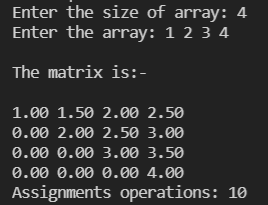 Enter the size of array: 4
Enter the array: 1 2 3 4
The matrix is:-
1.00 1.50 2.00 2.50
0.00 2.00 2.50 3.00
0.00 0.00 3.00 3.50
0.00 0.00 0.00 4.00
Assignments operations: 10